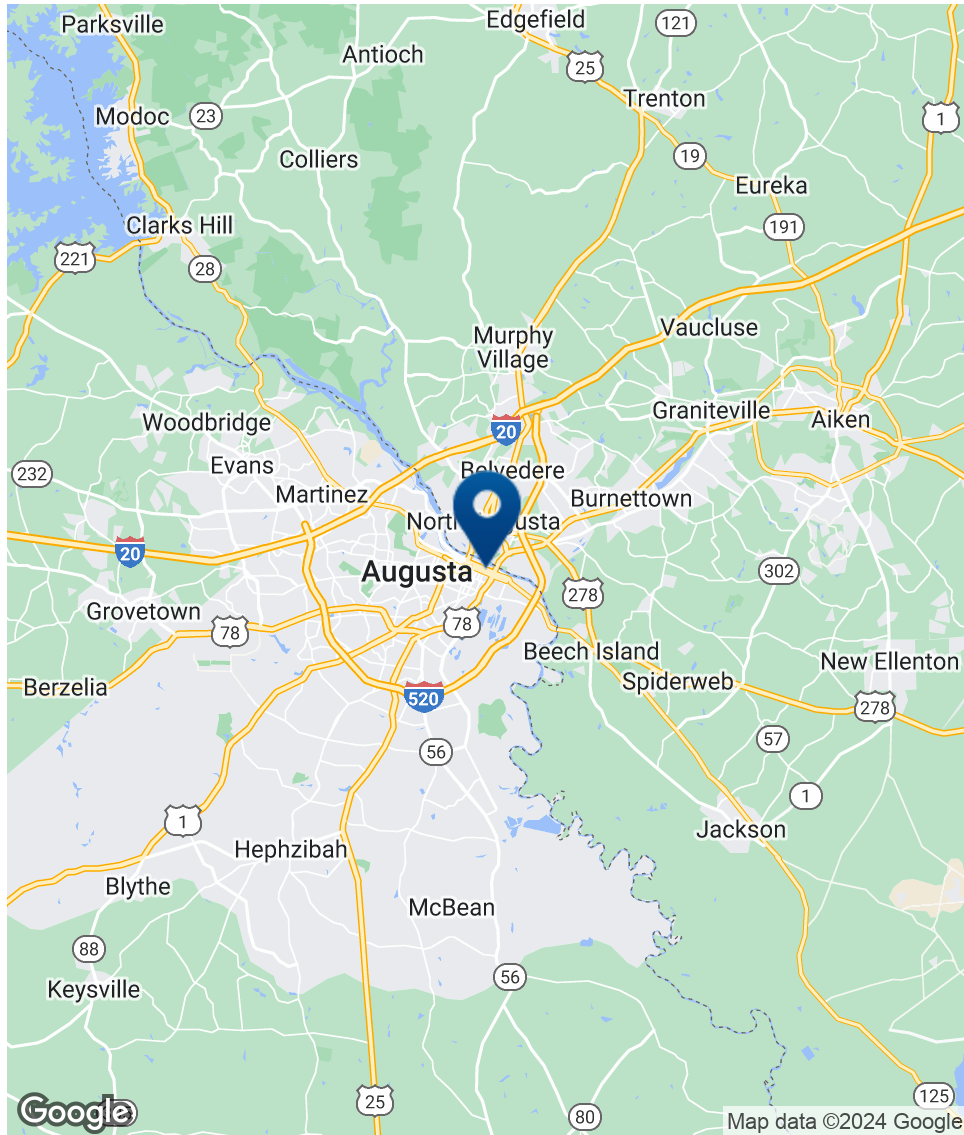 Edgefield
121
Parksville
Antioch
25
Trenton
Modoc
23
1
19
Colliers
Eureka
Clarks Hill
191
221
28
Vaucluse
Murphy
Village
Graniteville
Woodbridge
Aiken
20
Evans
Belvedere
232
Martinez
Burnettown
20
Augusta
302
278
Grovetown
78
78
Beech Island
New Ellenton
Berzelia
Spiderweb
520
278
56
57
1
1
Jackson
Hephzibah
Blythe
McBean
88
56
Keysville
25
125
80
Google
Map data ©2024 Google